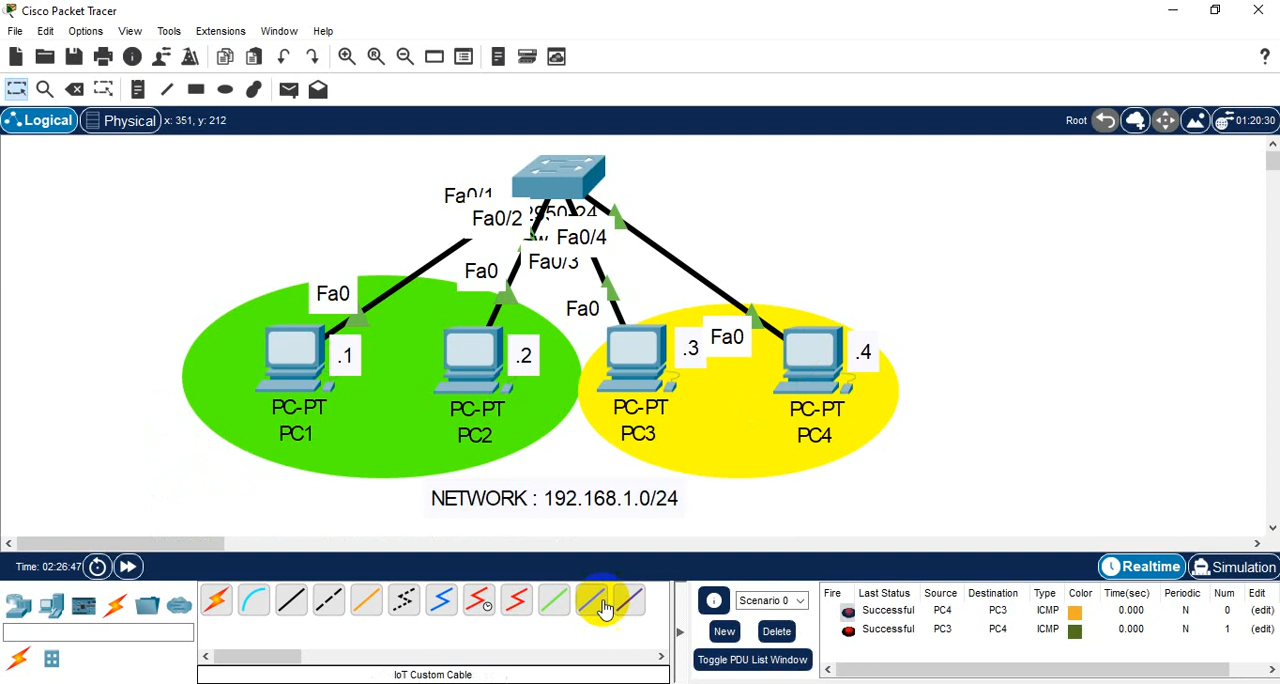 Cisco Packet Tracer
File Edit Options View Tools Extensions Window Help
Logical Physical x: 351, y: 212 Root 01:20:30
Fa0/1
Fa0/2
2950-24
Fa0/4
Fa0/3
Fa0
Fa0
Fa0
Fa0
.1
.2
.3
.4
PC-PT
PC1
PC-PT
PC2
PC-PT
PC3
PC-PT
PC4
NETWORK : 192.168.1.0/24
Time: 02:26:47 Realtime Simulation
Scenario 0
New Delete
Toggle PDU List Window
Fire Last Status Source Destination Type Color Time(sec) Periodic Num Edit
Successful PC4 PC3 ICMP 0.000 N 0 (edit)
Successful PC3 PC4 ICMP 0.000 N 1 (edit)
IoT Custom Cable